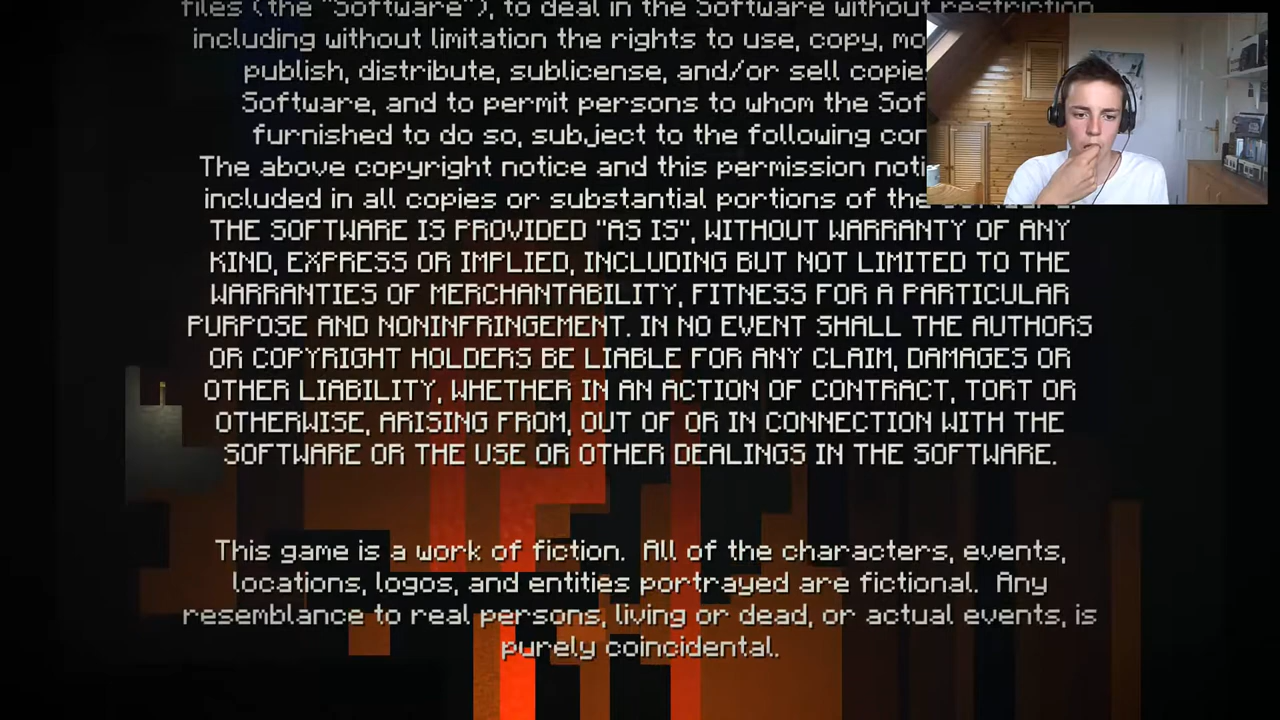 files (the "Software"), to deal in the Software without restriction
including without limitation the rights to use, copy,
publish, distribute, sublicense, and/or sell
Software, and to permit persons to whom the
furnished to do so, subject to the following
The above copyright notice and this permission
included in all copies or substantial portions of the
THE SOFTWARE IS PROVIDED "AS IS", WITHOUT WARRANTY OF ANY
KIND, EXPRESS OR IMPLIED, INCLUDING BUT NOT LIMITED TO THE
WARRANTIES OF MERCHANTABILITY, FITNESS FOR A PARTICULAR
PURPOSE AND NONINFRINGEMENT. IN NO EVENT SHALL THE AUTHORS
OR COPYRIGHT HOLDERS BE LIABLE FOR ANY CLAIM, DAMAGES OR
OTHER LIABILITY, WHETHER IN AN ACTION OF CONTRACT, TORT OR
OTHERWISE, ARISING FROM, OUT OF OR IN CONNECTION WITH THE
SOFTWARE OR THE USE OR OTHER DEALINGS IN THE SOFTWARE.
This game is a work of fiction. All of the characters, events,
locations, logos, and entities portrayed are fictional. Any
resemblance to real persons, living or dead, or actual events, is
purely coincidental.